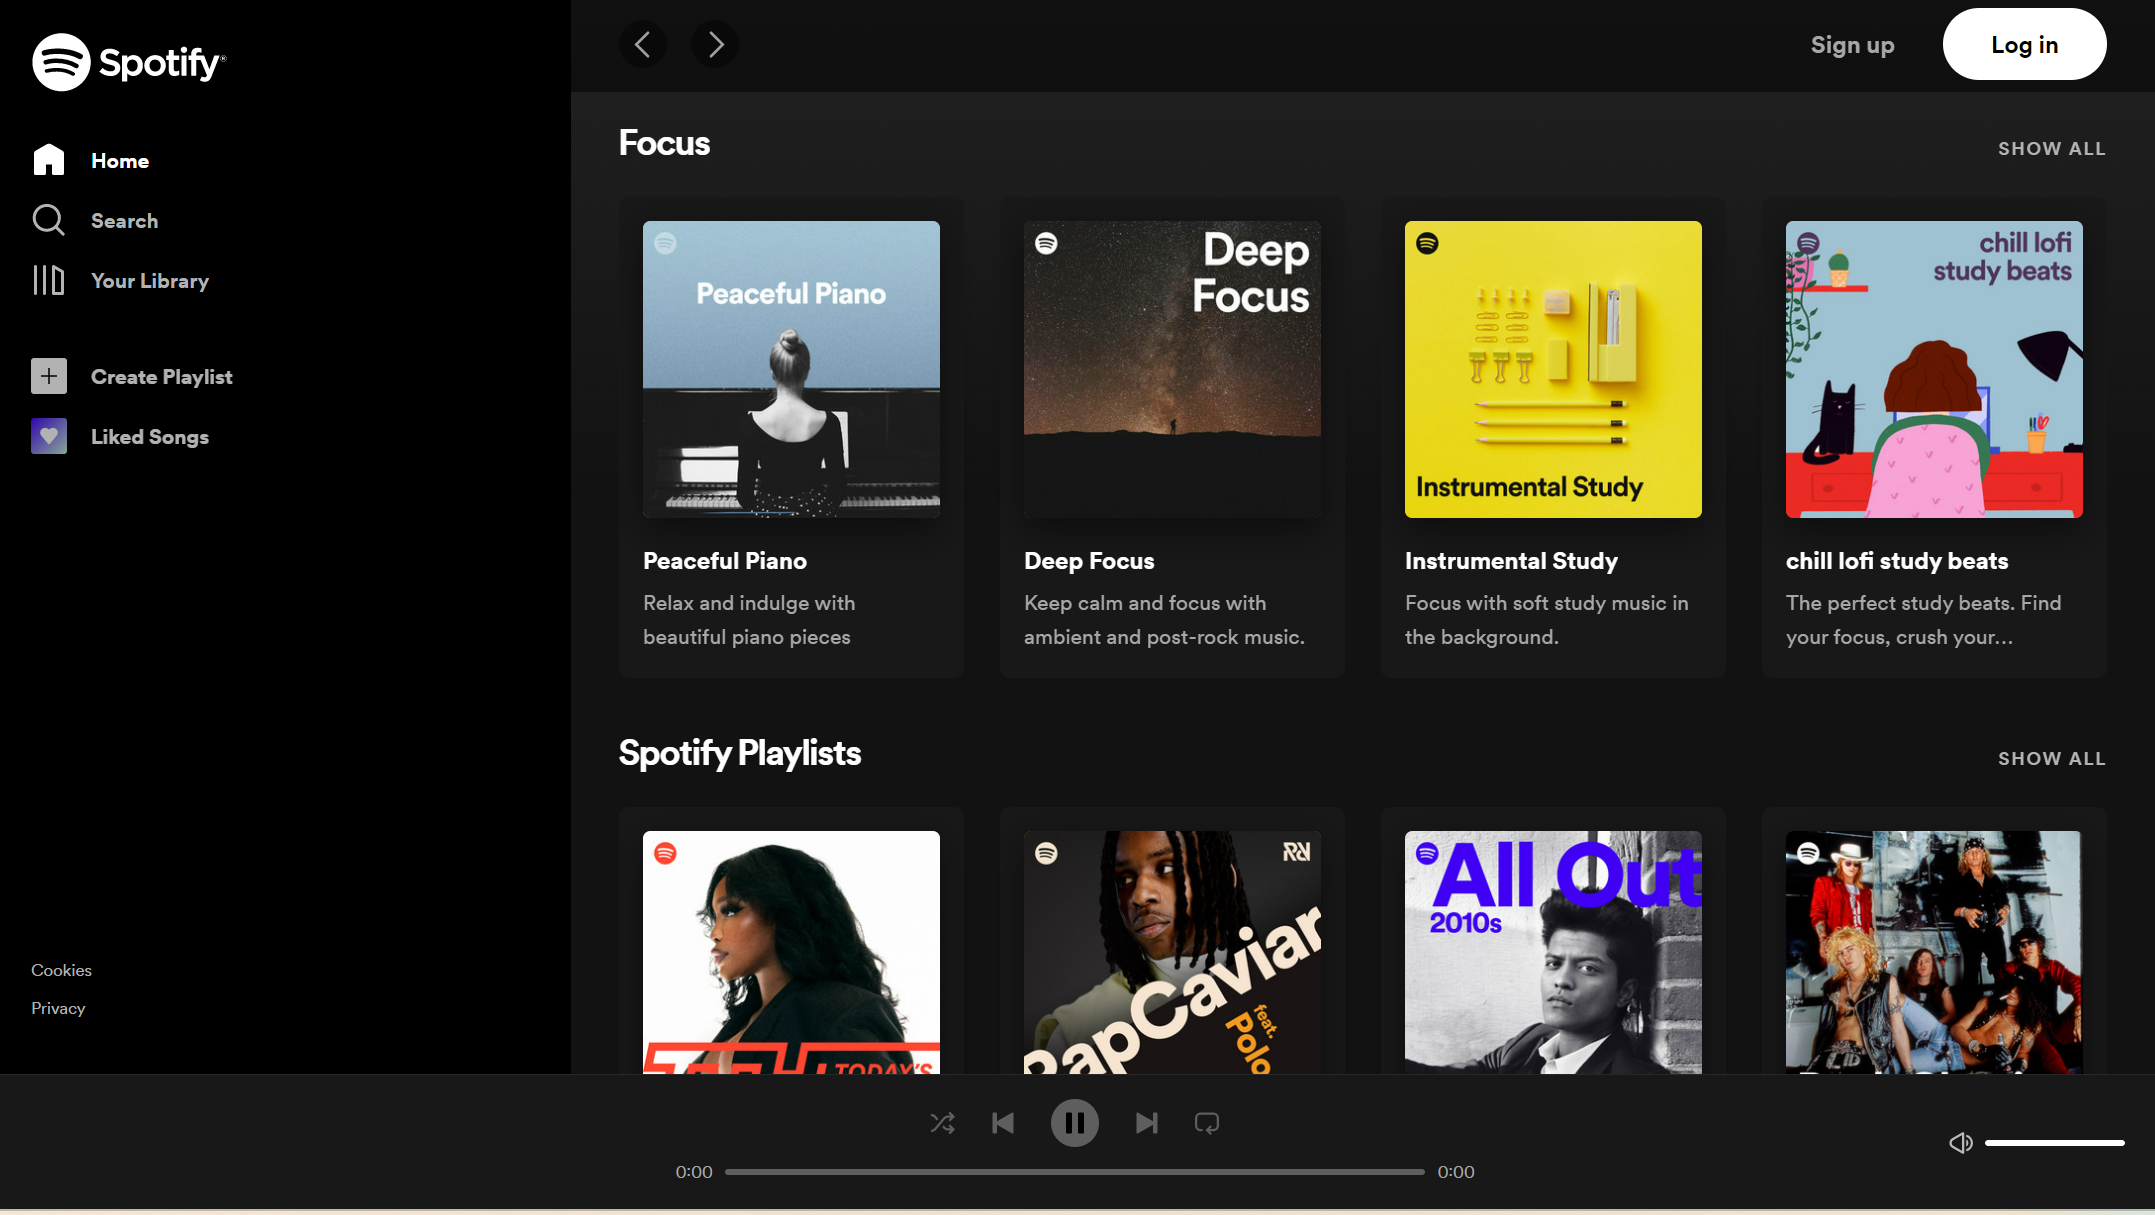 Spotify®
Home
Search
Your Library
Create Playlist
Liked Songs
Cookies
Privacy
Sign up
Log in
Focus
SHOW ALL
Peaceful Piano
Deep
Focus
Instrumental Study
chill lofi
study beats
Peaceful Piano
Relax and indulge with
beautiful piano pieces
Deep Focus
Keep calm and focus with
ambient and post-rock music.
Instrumental Study
Focus with soft study music in
the background.
chill lofi study beats
The perfect study beats. Find
your focus, crush your...
Spotify Playlists
SHOW ALL
TODAY'S
RapCaviar
feat.
Polo
All Out
2010s
0:00
0:00